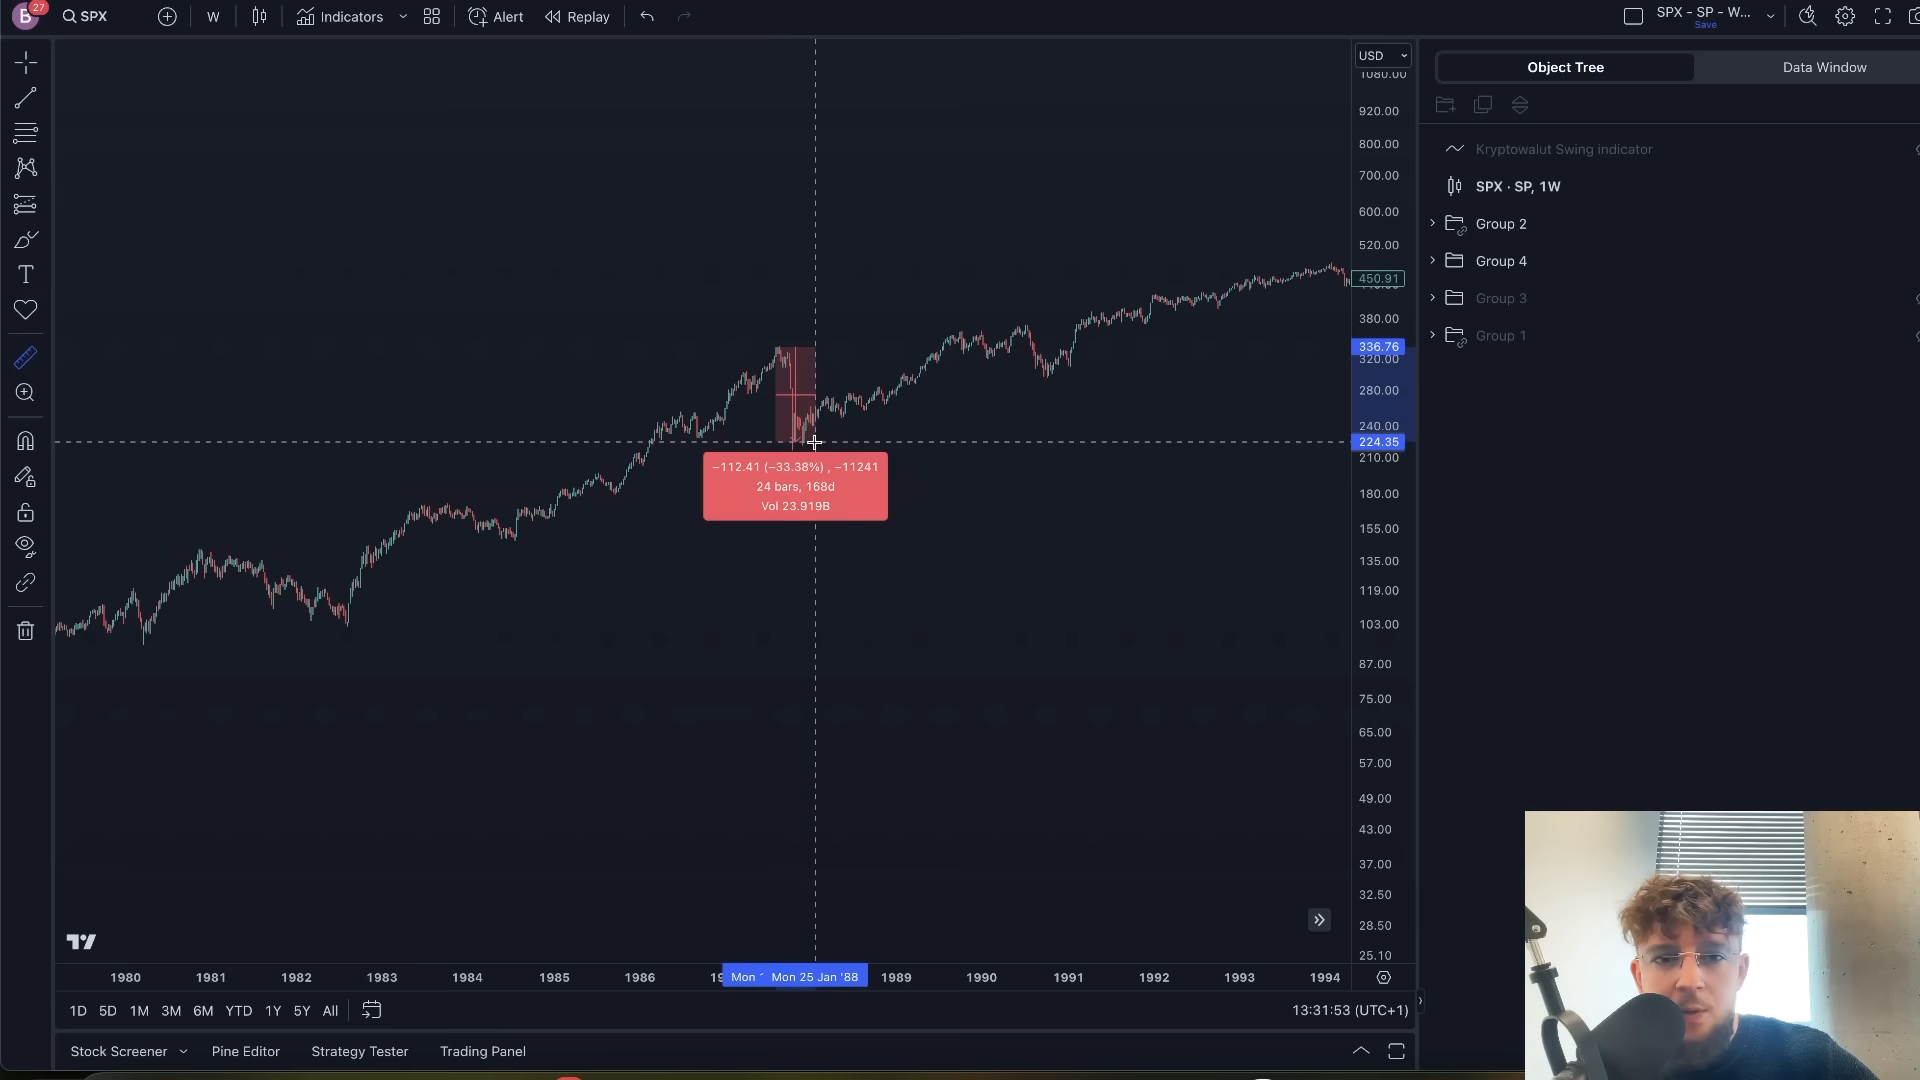 B
27
SPX
W
Indicators
Alert
Replay
SPX - SP - W...
Save
USD
Object Tree
Data Window
Kryptowalut Swing indicator
SPX · SP, 1W
Group 2
Group 4
Group 3
Group 1
T
1080.00
920.00
800.00
700.00
600.00
520.00
450.91
380.00
336.76
320.00
280.00
240.00
224.35
210.00
180.00
155.00
135.00
119.00
103.00
87.00
75.00
65.00
57.00
49.00
43.00
37.00
32.50
28.50
25.10
−112.41 (−33.38%) , −11241
24 bars, 168d
Vol 23.919B
1980
1981
1982
1983
1984
1985
1986
Mon
Mon 25 Jan '88
1989
1990
1991
1992
1993
1994
1D
5D
1M
3M
6M
YTD
1Y
5Y
All
13:31:53 (UTC+1)
Stock Screener
Pine Editor
Strategy Tester
Trading Panel